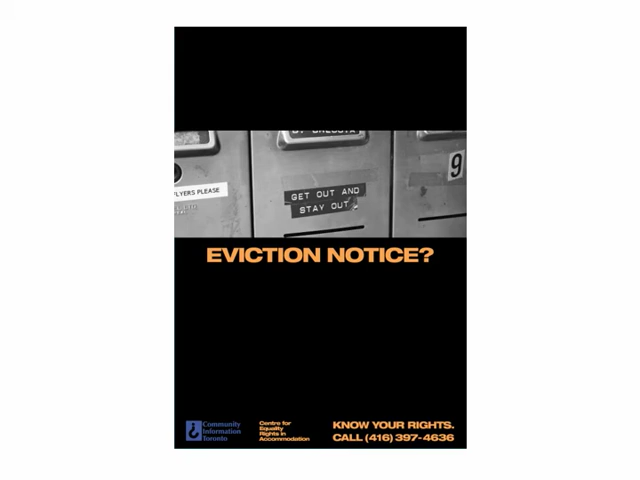 FLYERS PLEASE
GET OUT AND
STAY OUT
9
EVICTION NOTICE?
Community
Information
Toronto
Centre for
Equality
Rights in
Accommodation
KNOW YOUR RIGHTS.
CALL (416) 397-4636